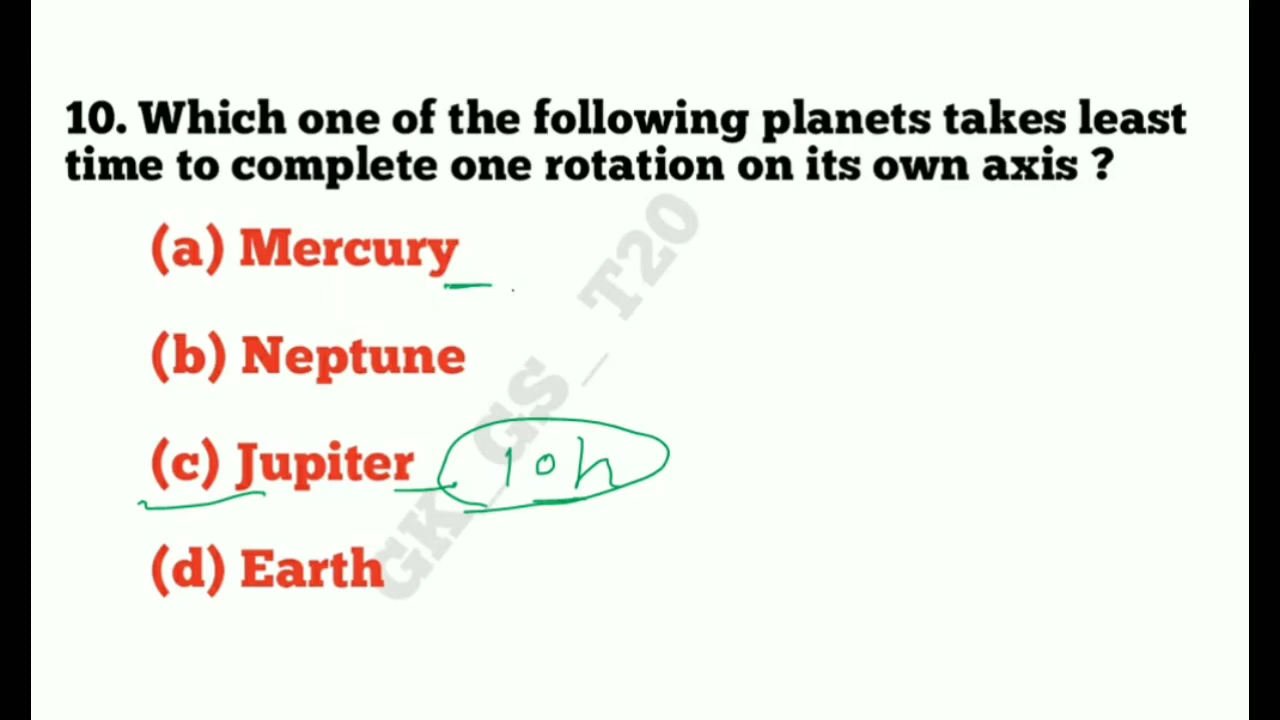 10. Which one of the following planets takes least
time to complete one rotation on its own axis ?
(a) Mercury
(b) Neptune
(c) Jupiter 10h
(d) Earth
GK_GS_T20